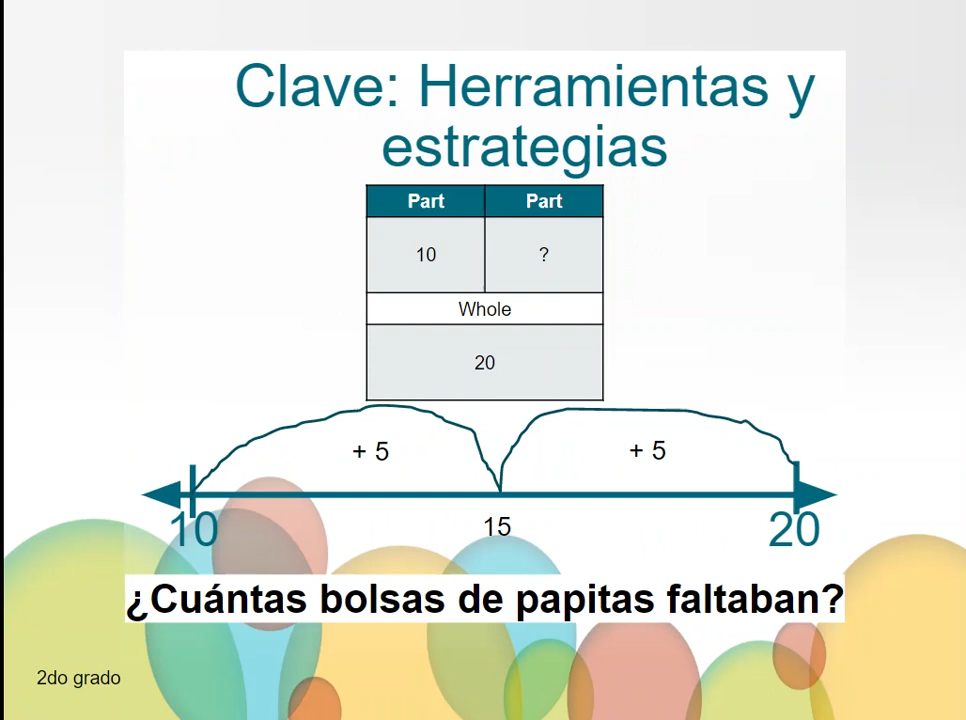 Clave: Herramientas y
estrategias
Part Part
10 ?
Whole
20
+ 5 + 5
10 15 20
¿Cuántas bolsas de papitas faltaban?
2do grado